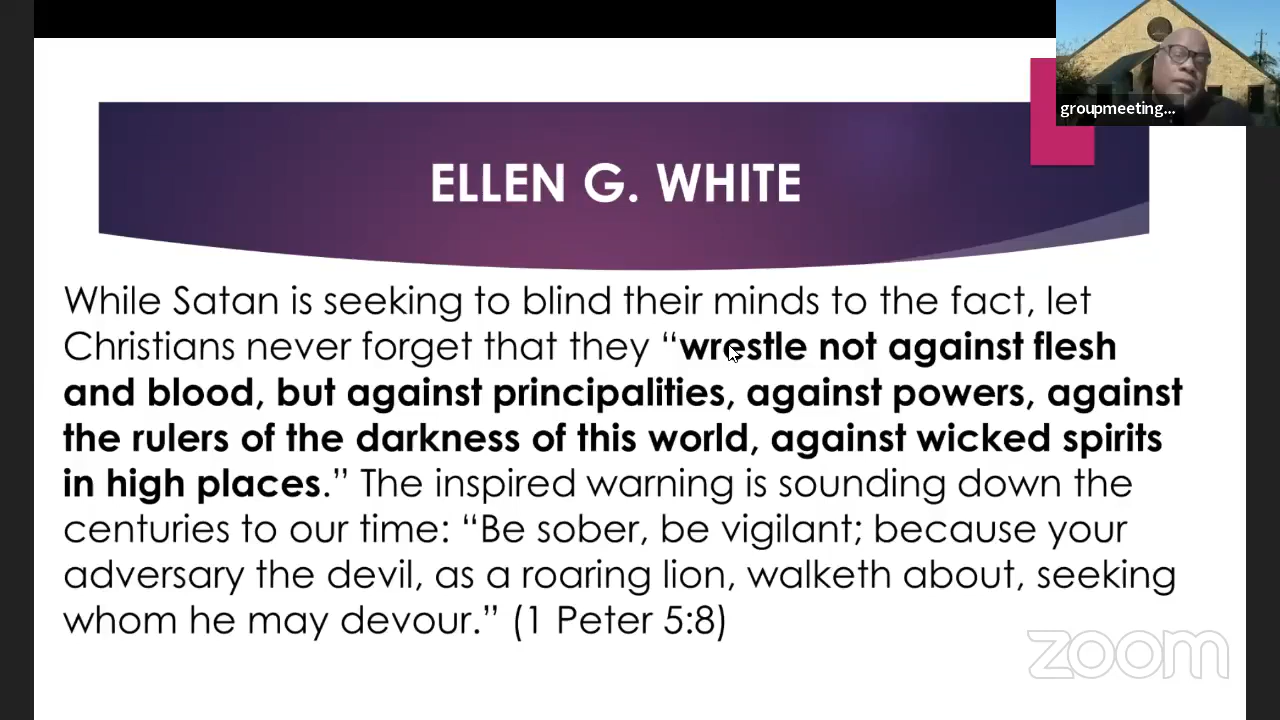 groupmeeting...
ELLEN G. WHITE
While Satan is seeking to blind their minds to the fact, let
Christians never forget that they “wrestle not against flesh
and blood, but against principalities, against powers, against
the rulers of the darkness of this world, against wicked spirits
in high places.” The inspired warning is sounding down the
centuries to our time: “Be sober, be vigilant; because your
adversary the devil, as a roaring lion, walketh about, seeking
whom he may devour.” (1 Peter 5:8)
zoom